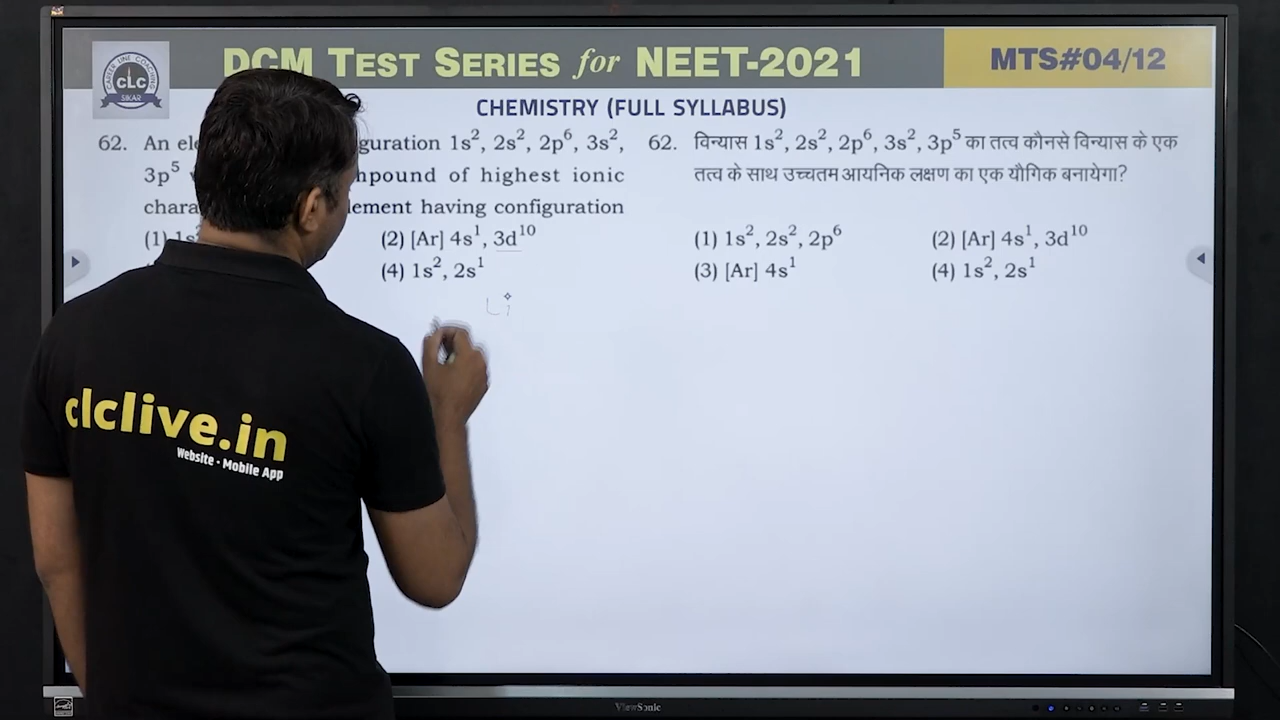 DCM TEST SERIES for NEET-2021
MTS#04/12
CLC
SIKAR
CHEMISTRY (FULL SYLLABUS)
62. An guration 1s², 2s², 2p⁶, 3s²,
3p⁵ pound of highest ionic
ement having configuration
(1) (2) [Ar] 4s¹, 3d¹⁰
(4) 1s², 2s¹
Li
62. विन्यास 1s², 2s², 2p⁶, 3s², 3p⁵ का तत्व कौनसे विन्यास के एक
तत्व के साथ उच्चतम आयनिक लक्षण का एक यौगिक बनायेगा?
(1) 1s², 2s², 2p⁶ (2) [Ar] 4s¹, 3d¹⁰
(3) [Ar] 4s¹ (4) 1s², 2s¹
clclive.in
Website - Mobile App
ViewSonic